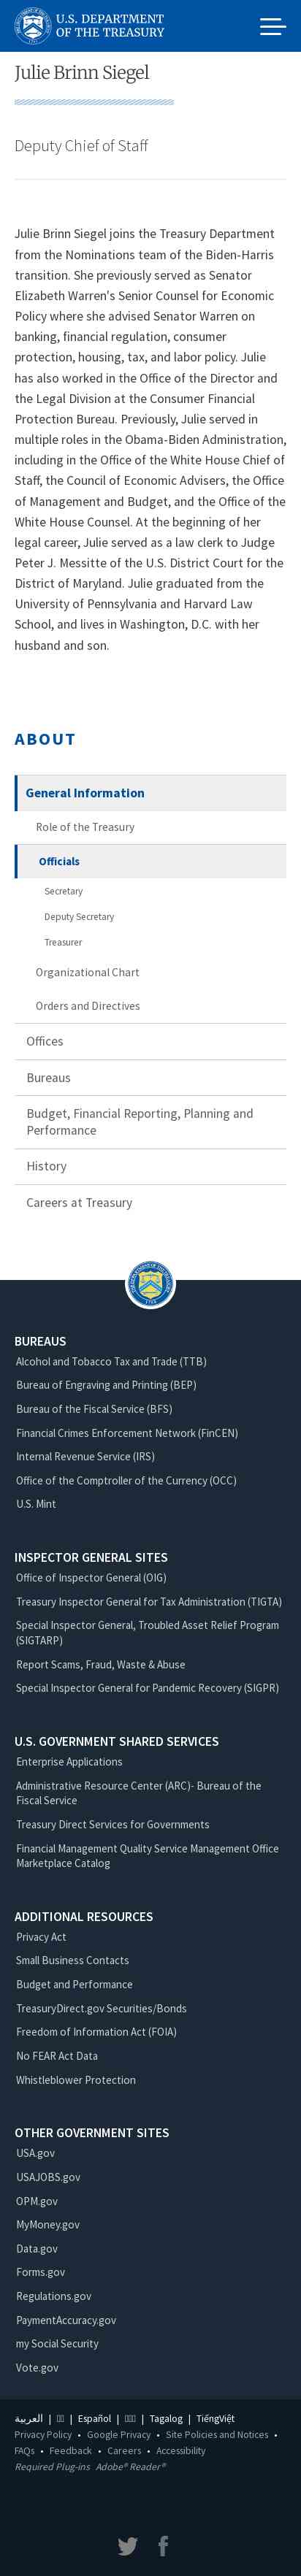 U.S. DEPARTMENT
OF THE TREASURY
Julie Brinn Siegel
Deputy Chief of Staff
Julie Brinn Siegel joins the Treasury Department
from the Nominations team of the Biden-Harris
transition. She previously served as Senator
Elizabeth Warren's Senior Counsel for Economic
Policy where she advised Senator Warren on
banking, financial regulation, consumer
protection, housing, tax, and labor policy. Julie
has also worked in the Office of the Director and
the Legal Division at the Consumer Financial
Protection Bureau. Previously, Julie served in
multiple roles in the Obama-Biden Administration,
including in the Office of the White House Chief of
Staff, the Council of Economic Advisers, the Office
of Management and Budget, and the Office of the
White House Counsel. At the beginning of her
legal career, Julie served as a law clerk to Judge
Peter J. Messitte of the U.S. District Court for the
District of Maryland. Julie graduated from the
University of Pennsylvania and Harvard Law
School, and lives in Washington, D.C. with her
husband and son.
ABOUT
General Information
Role of the Treasury
Officials
Secretary
Deputy Secretary
Treasurer
Organizational Chart
Orders and Directives
Offices
Bureaus
Budget, Financial Reporting, Planning and
Performance
History
Careers at Treasury
BUREAUS
Alcohol and Tobacco Tax and Trade (TTB)
Bureau of Engraving and Printing (BEP)
Bureau of the Fiscal Service (BFS)
Financial Crimes Enforcement Network (FinCEN)
Internal Revenue Service (IRS)
Office of the Comptroller of the Currency (OCC)
U.S. Mint
INSPECTOR GENERAL SITES
Office of Inspector General (OIG)
Treasury Inspector General for Tax Administration (TIGTA)
Special Inspector General, Troubled Asset Relief Program
(SIGTARP)
Report Scams, Fraud, Waste & Abuse
Special Inspector General for Pandemic Recovery (SIGPR)
U.S. GOVERNMENT SHARED SERVICES
Enterprise Applications
Administrative Resource Center (ARC)- Bureau of the
Fiscal Service
Treasury Direct Services for Governments
Financial Management Quality Service Management Office
Marketplace Catalog
ADDITIONAL RESOURCES
Privacy Act
Small Business Contacts
Budget and Performance
TreasuryDirect.gov Securities/Bonds
Freedom of Information Act (FOIA)
No FEAR Act Data
Whistleblower Protection
OTHER GOVERNMENT SITES
USA.gov
USAJOBS.gov
OPM.gov
MyMoney.gov
Data.gov
Forms.gov
Regulations.gov
PaymentAccuracy.gov
my Social Security
Vote.gov
العربية | | Español | | Tagalog | TiếngViệt
Privacy Policy • Google Privacy • Site Policies and Notices •
FAQs • Feedback • Careers • Accessibility
Required Plug-ins Adobe® Reader®